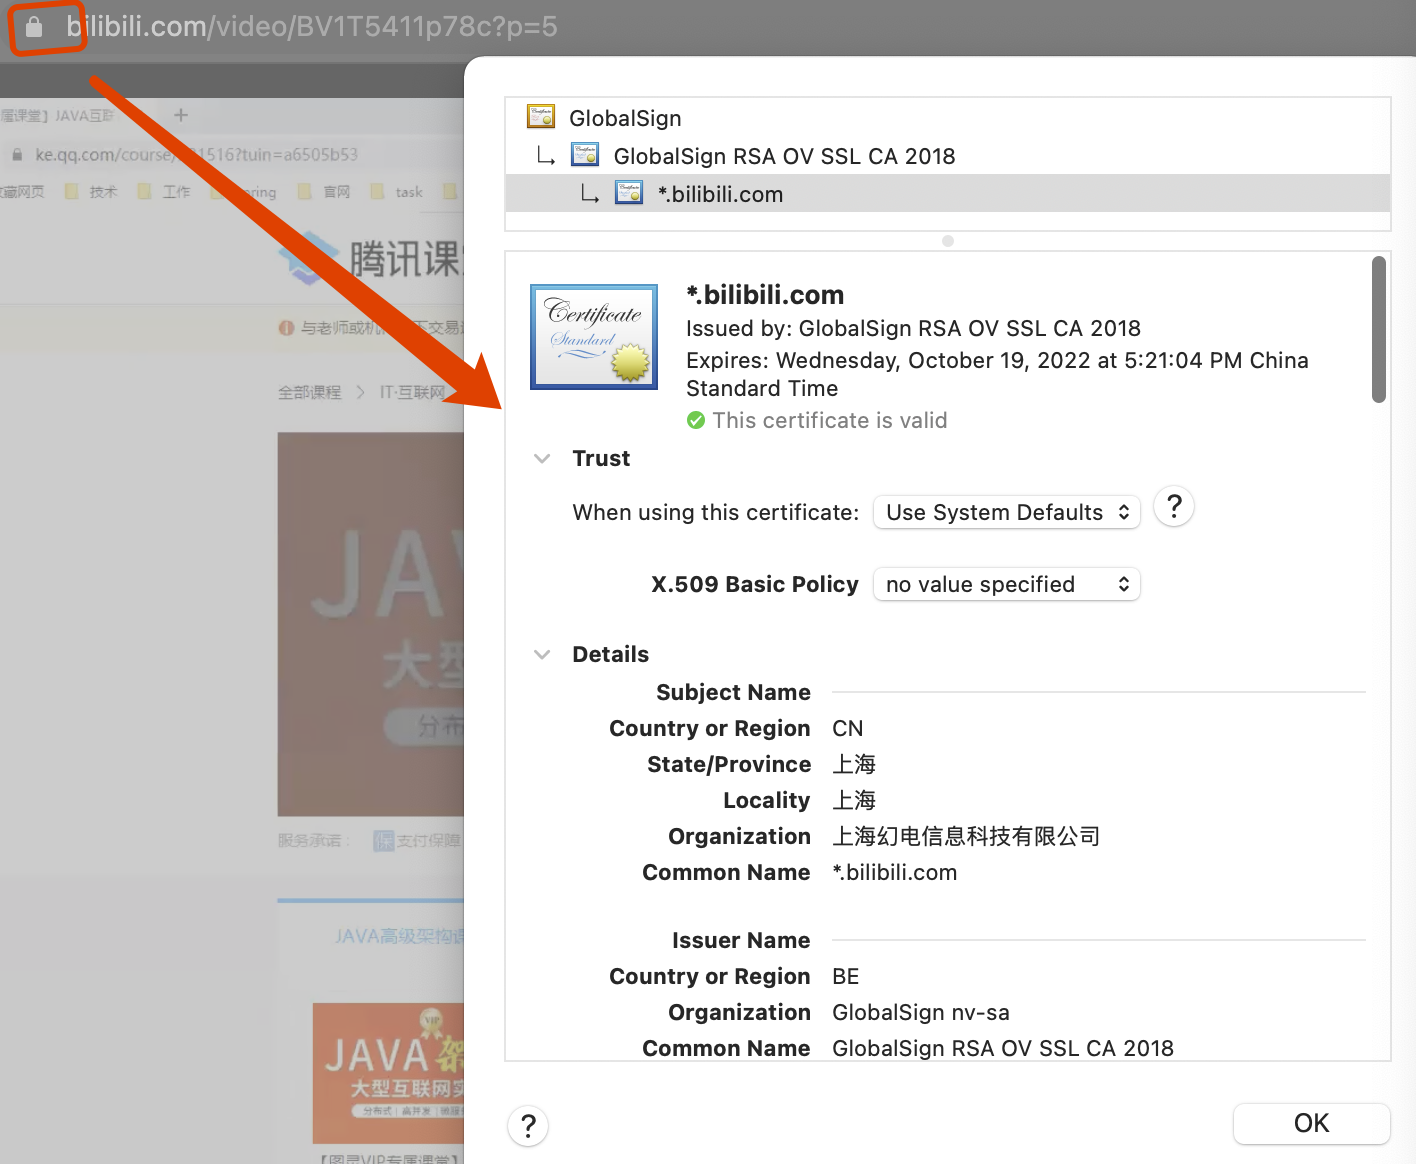 bilibili.com/video/BV1T5411p78c?p=5
JAVA互联
ke.qq.com/course/
1516?tuin=a6505b53
藏网页 技术 工作 官网 task
腾讯课
与老师或机
下交易
全部课程 > IT·互联网
JAV
大型
分布
服务承诺： 保 支付保障
JAVA高级架构课
VIP
JAVA架
大型互联网实
分布式 | 高并发 | 微服
【图灵VIP专属课堂】
GlobalSign
GlobalSign RSA OV SSL CA 2018
*.bilibili.com
Certificate
Standard
*.bilibili.com
Issued by: GlobalSign RSA OV SSL CA 2018
Expires: Wednesday, October 19, 2022 at 5:21:04 PM China
Standard Time
This certificate is valid
Trust
When using this certificate: Use System Defaults ?
X.509 Basic Policy no value specified
Details
Subject Name
Country or Region CN
State/Province 上海
Locality 上海
Organization 上海幻电信息科技有限公司
Common Name *.bilibili.com
Issuer Name
Country or Region BE
Organization GlobalSign nv-sa
Common Name GlobalSign RSA OV SSL CA 2018
? OK